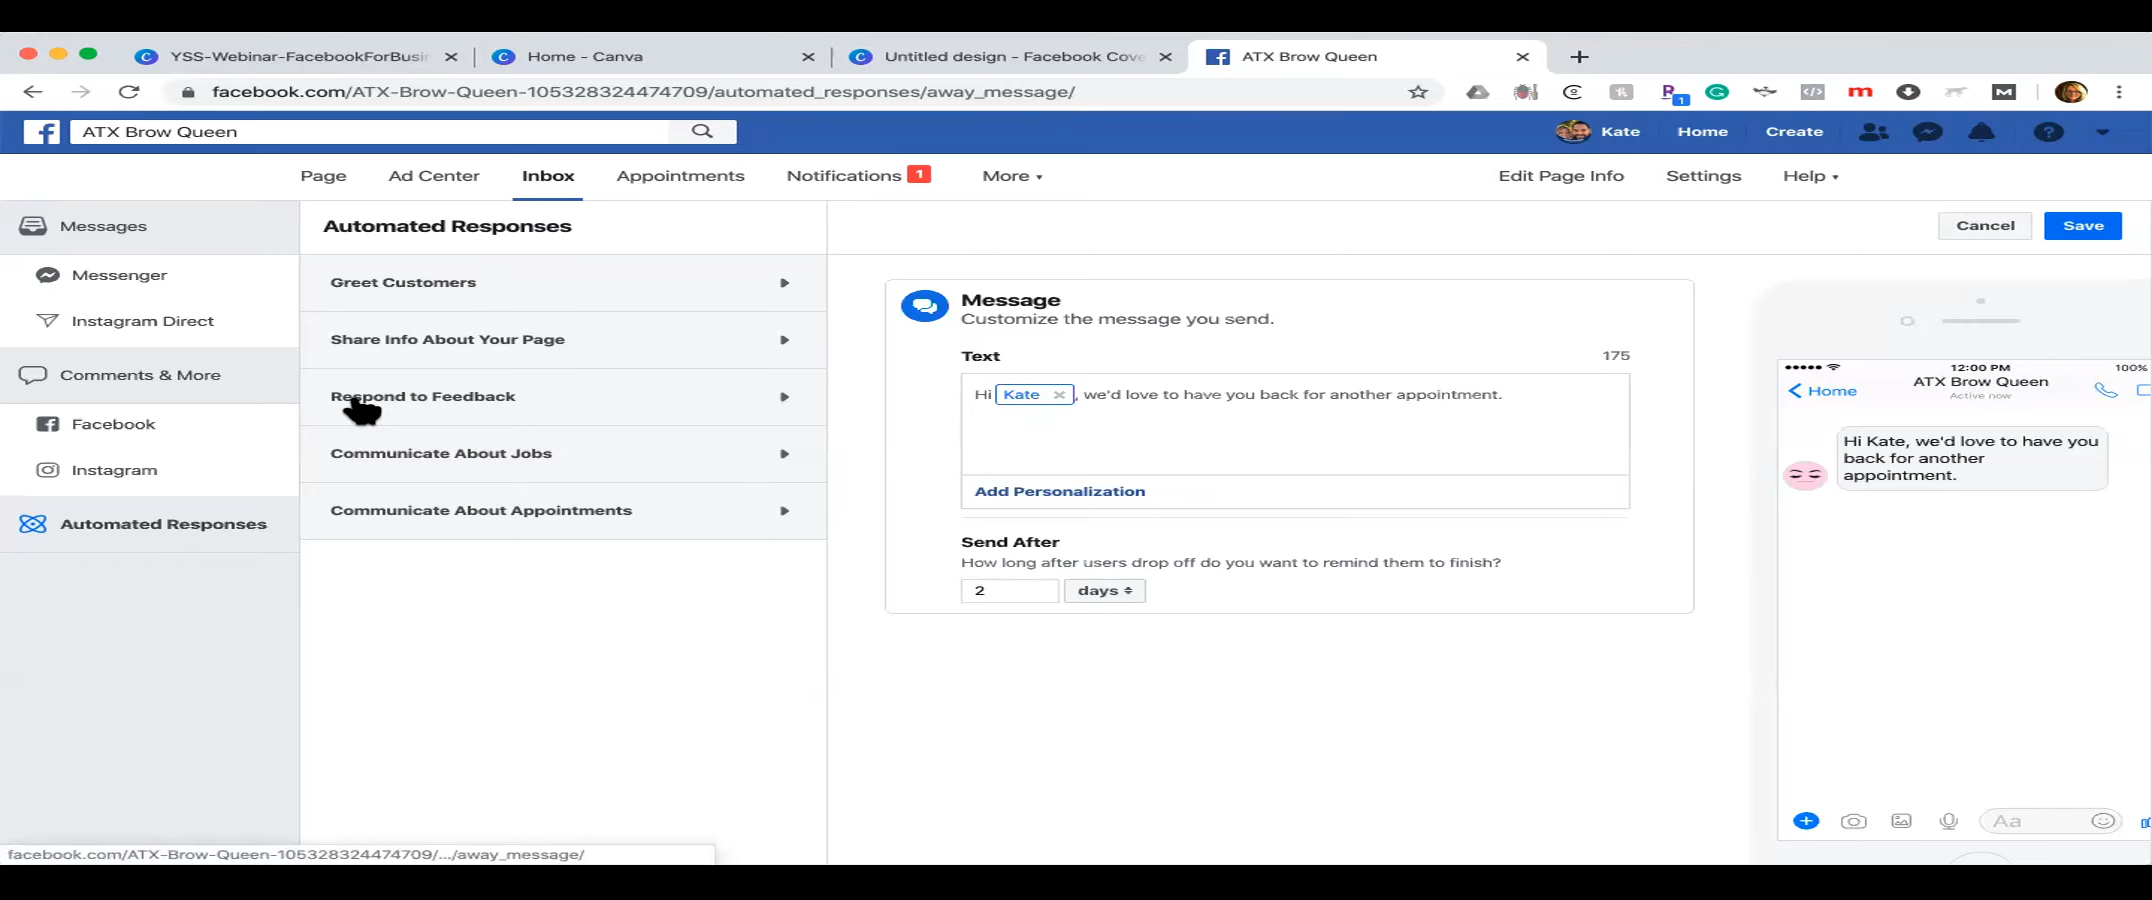 YSS-Webinar-FacebookForBusi
Home - Canva
Untitled design - Facebook Cove
ATX Brow Queen
facebook.com/ATX-Brow-Queen-105328324474709/automated_responses/away_message/
1
ATX Brow Queen
Kate
Home
Create
Page
Ad Center
Inbox
Appointments
Notifications 1
More
Edit Page Info
Settings
Help
Messages
Messenger
Instagram Direct
Comments & More
Facebook
Instagram
Automated Responses
Automated Responses
Greet Customers
Share Info About Your Page
Respond to Feedback
Communicate About Jobs
Communicate About Appointments
Cancel
Save
Message
Customize the message you send.
Text
175
Hi Kate × , we'd love to have you back for another appointment.
Add Personalization
Send After
How long after users drop off do you want to remind them to finish?
2
days
12:00 PM
100%
Home
ATX Brow Queen
Active now
Hi Kate, we'd love to have you
back for another
appointment.
Aa
facebook.com/ATX-Brow-Queen-105328324474709/.../away_message/